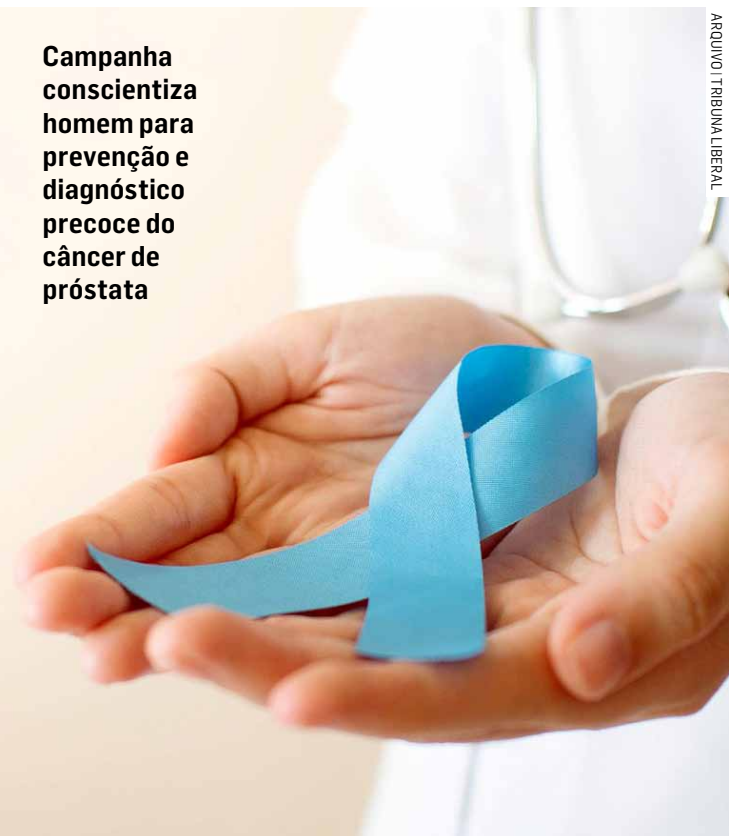 Campanha
conscientiza
homem para
prevenção e
diagnóstico
precoce do
câncer de
próstata
ARQUIVO | TRIBUNA LIBERAL